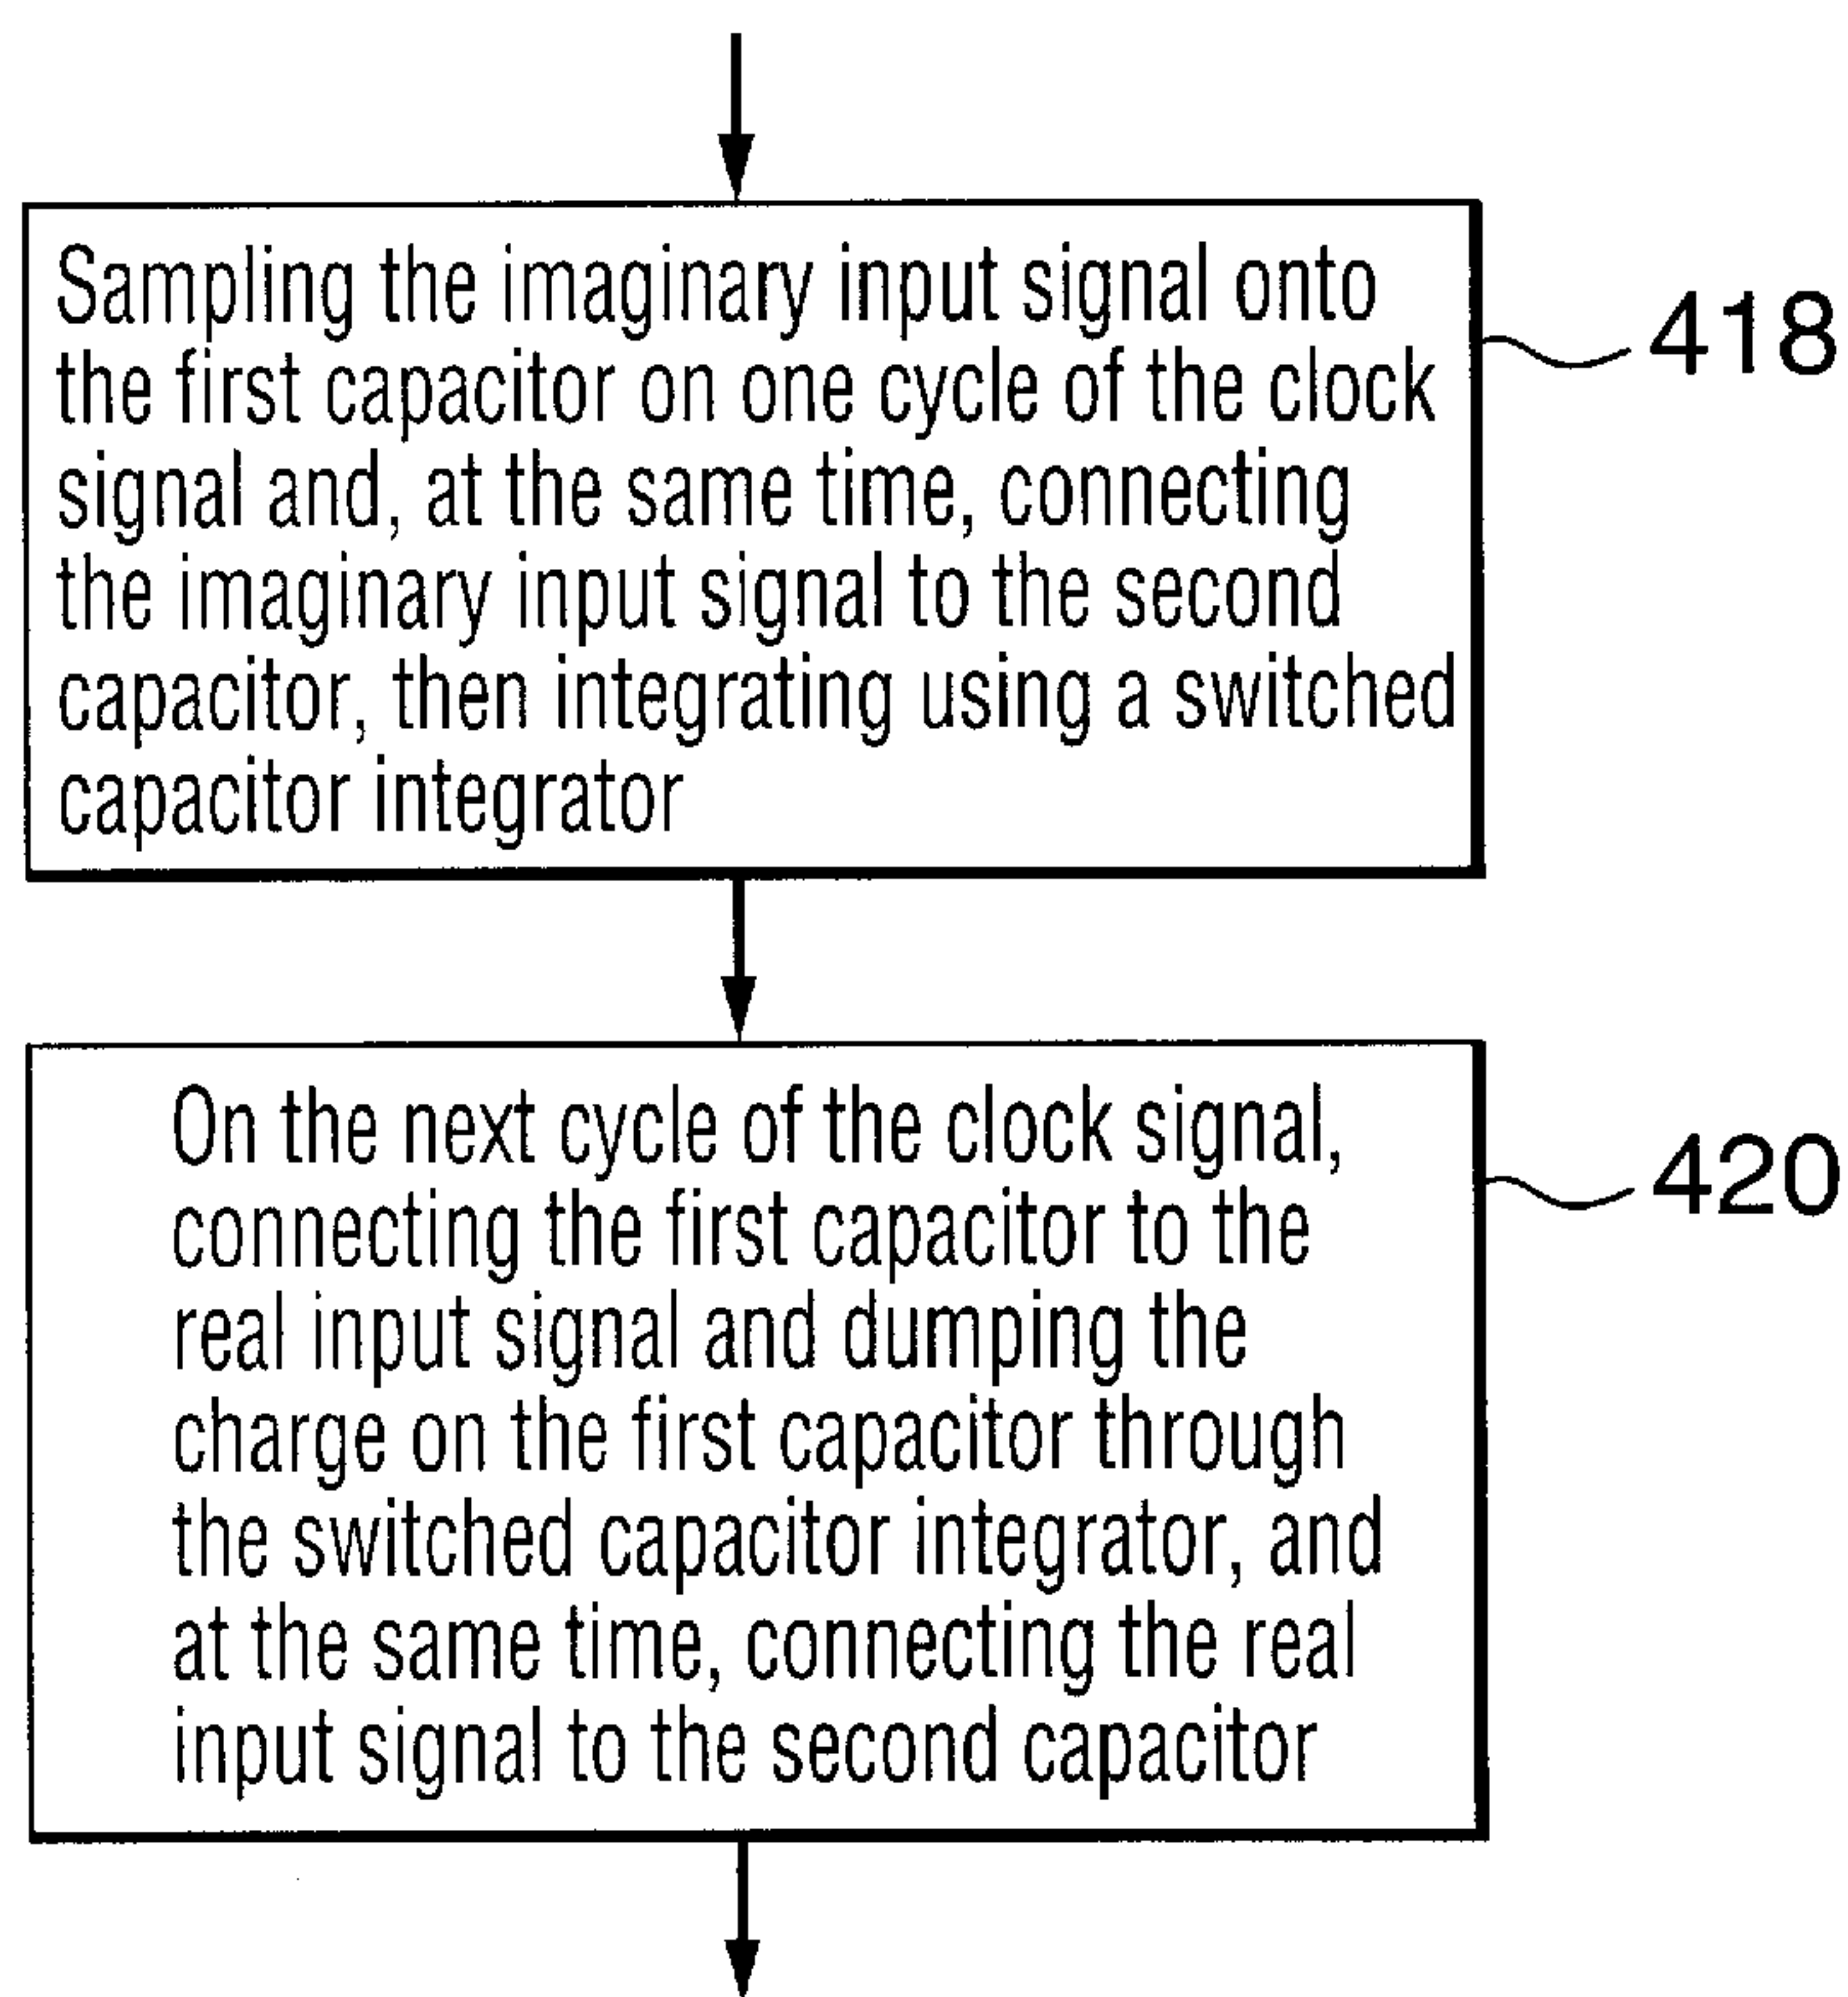 Sampling the imaginary input signal onto
the first capacitor on one cycle of the clock
signal and, at the same time, connecting
the imaginary input signal to the second
capacitor, then integrating using a switched
capacitor integrator
418
On the next cycle of the clock signal,
connecting the first capacitor to the
real input signal and dumping the
charge on the first capacitor through
the switched capacitor integrator, and
at the same time, connecting the real
input signal to the second capacitor
420